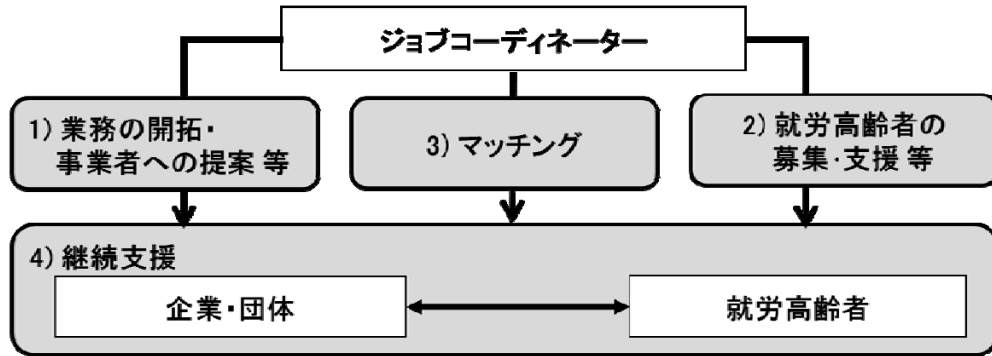 ジョブコーディネーター
1) 業務の開拓・
事業者への提案 等
3) マッチング
2) 就労高齢者の
募集・支援 等
4) 継続支援
企業・団体
就労高齢者